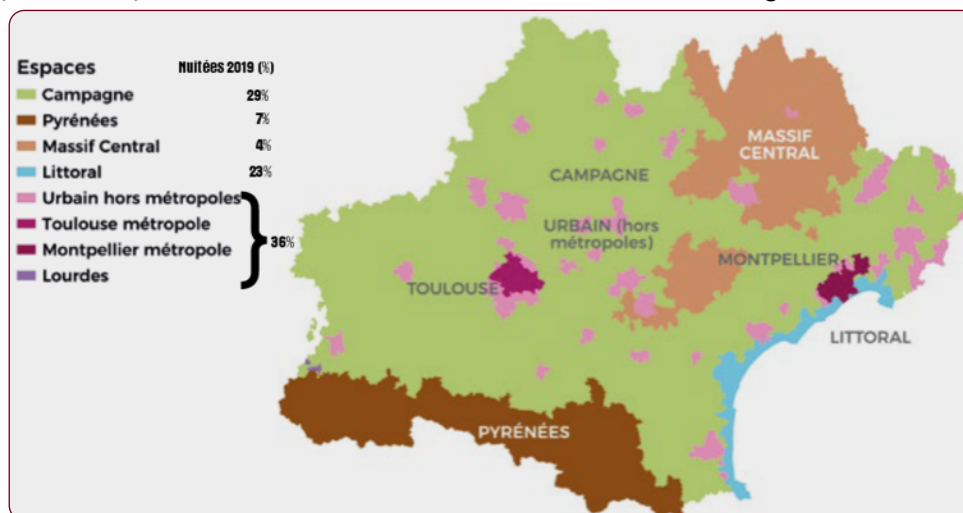 Espaces Nuitées 2019 (%)
Campagne 29%
Pyrénées 7%
Massif Central 4%
Littoral 23%
Urbain hors métropoles
Toulouse métropole
Montpellier métropole
Lourdes
} 36%
MASSIF
CENTRAL
CAMPAGNE
URBAIN (hors
métropoles)
MONTPELLIER
TOULOUSE
LITTORAL
PYRÉNÉES